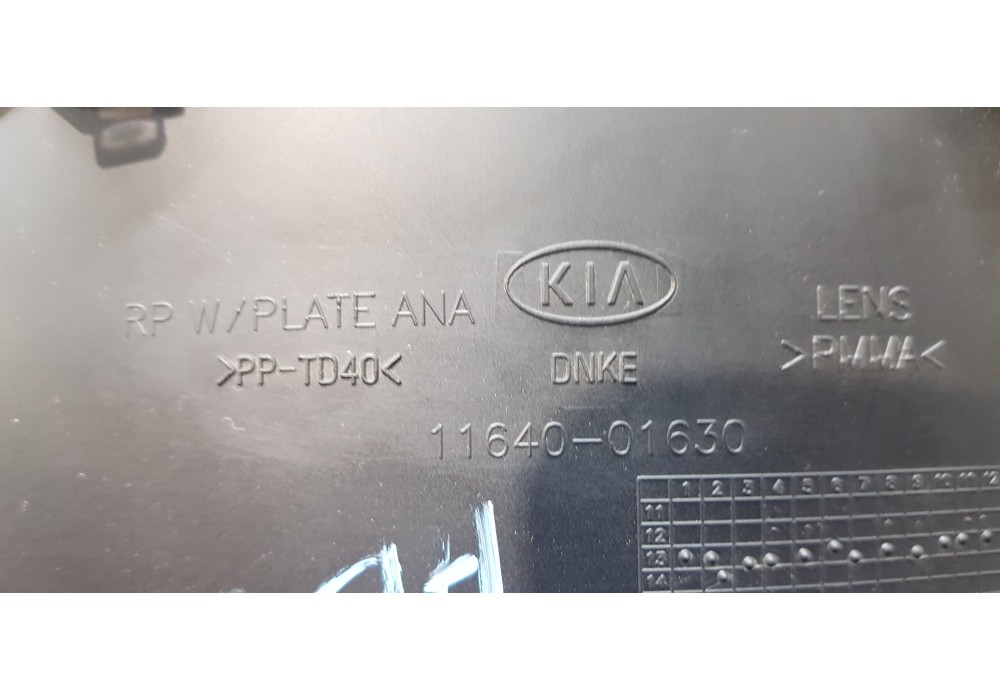 KIA
RP W/PLATE ANA
LENS
>PP-TD40<
DNKE
>PMMA<
11640-01630
1 2 3 4 5 6 7 8 9 10 11 12
11
12
13
14